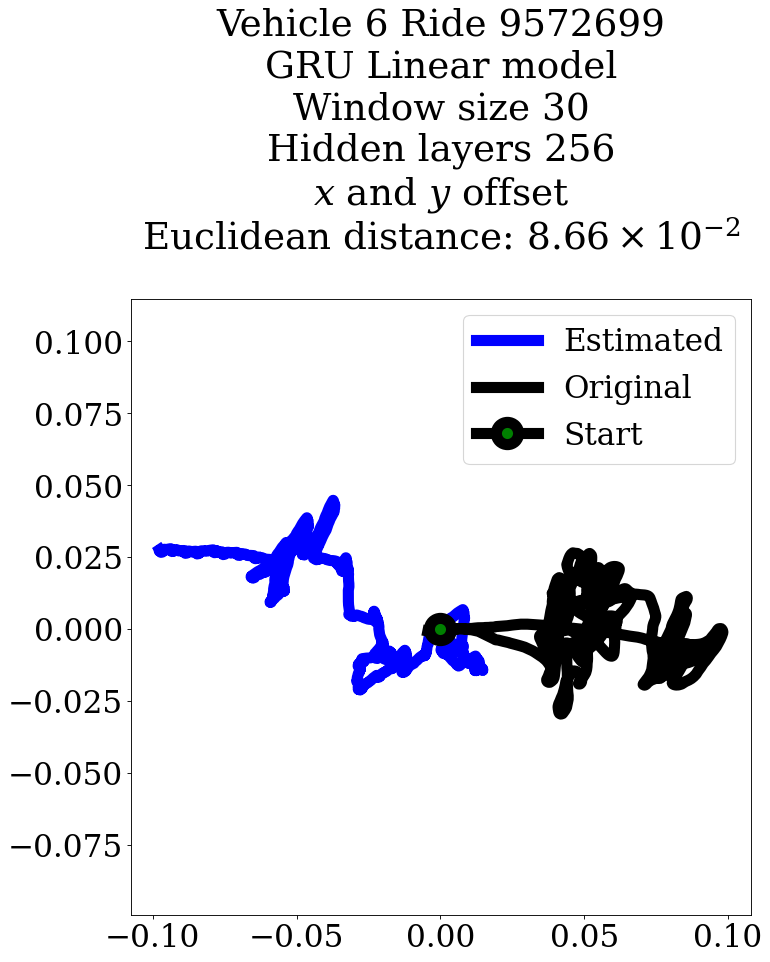 Vehicle 6 Ride 9572699
GRU Linear model
Window size 30
Hidden layers 256
x and y offset
Euclidean distance: 8.66 × 10⁻²
Estimated
Original
Start
0.100
0.075
0.050
0.025
0.000
−0.025
−0.050
−0.075
−0.10
−0.05
0.00
0.05
0.10